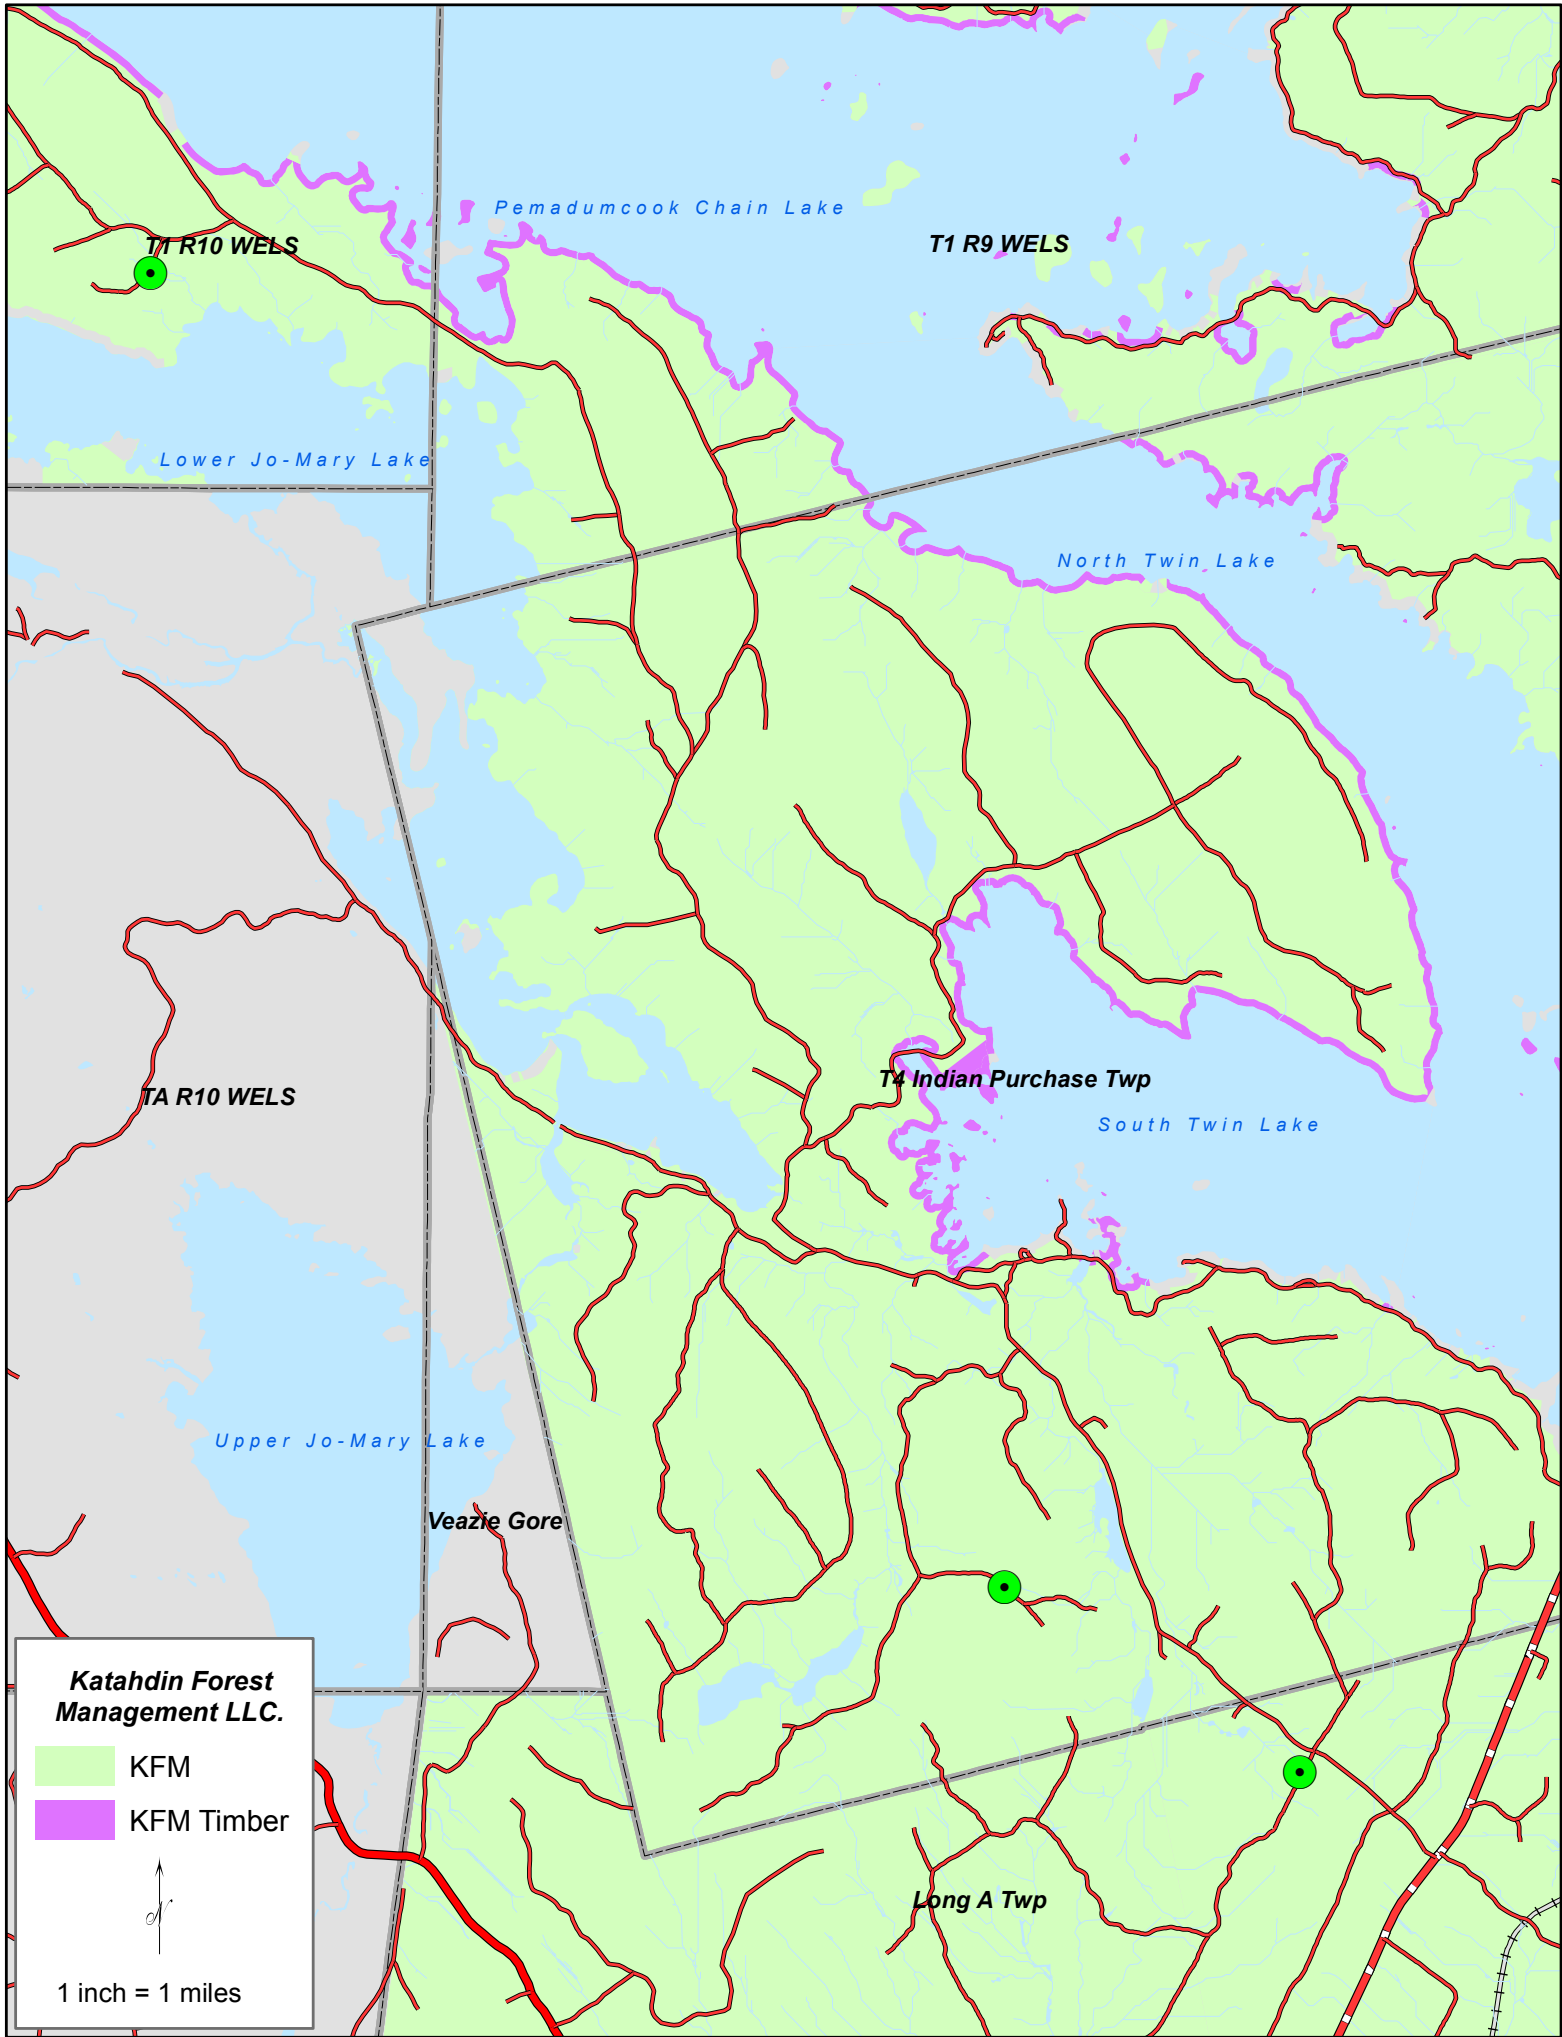 Pemadumcook Chain Lake
T1 R10 WELS
T1 R9 WELS
Lower Jo-Mary Lake
North Twin Lake
T4 Indian Purchase Twp
TA R10 WELS
South Twin Lake
Upper Jo-Mary Lake
Veazie Gore
Long A Twp
Katahdin Forest
Management LLC.
KFM
KFM Timber
N
1 inch = 1 miles